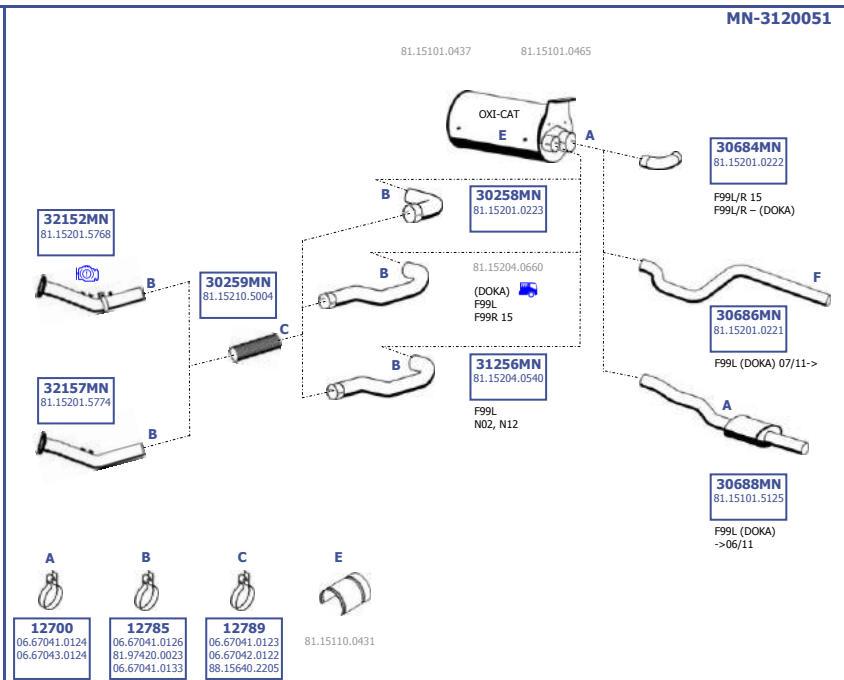 MN-3120051
81.15101.0437
81.15101.0465
OXI-CAT
E
A
30684MN
81.15201.0222
F99L/R 15
F99L/R – (DOKA)
B
30258MN
81.15201.0223
32152MN
81.15201.5768
B
30259MN
81.15210.5004
C
B
81.15204.0660
(DOKA)
F99L
F99R 15
F
30686MN
81.15201.0221
F99L (DOKA) 07/11->
B
31256MN
81.15204.0540
F99L
N02, N12
32157MN
81.15201.5774
B
A
30688MN
81.15101.5125
F99L (DOKA)
->06/11
A
B
C
E
12700
06.67041.0124
06.67043.0124
12785
06.67041.0126
81.97420.0023
06.67041.0133
12789
06.67041.0123
06.67042.0122
88.15640.2205
81.15110.0431